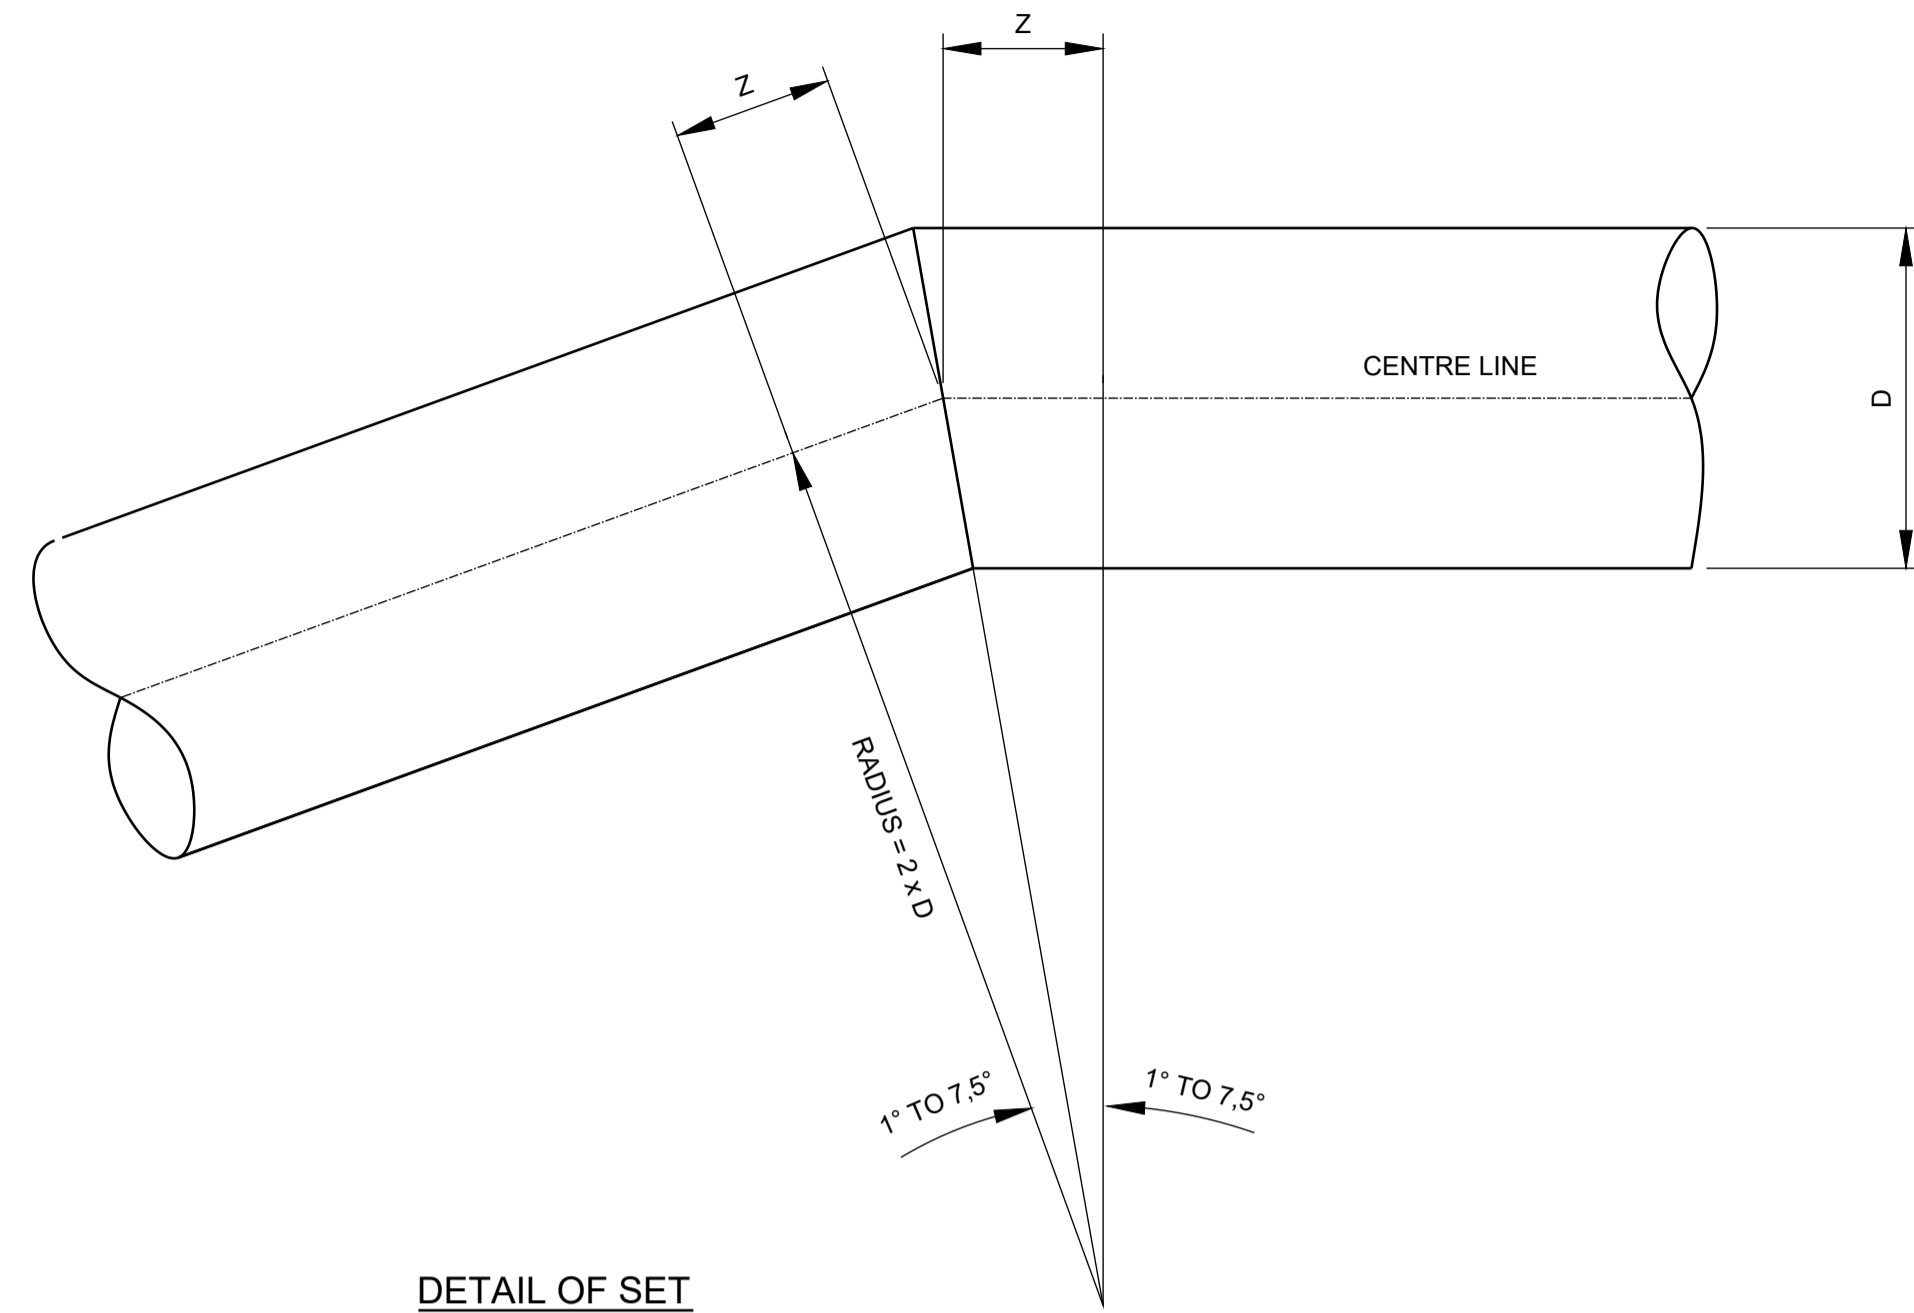 Z
Z
CENTRE LINE
D
RADIUS = 2 x D
1° TO 7,5°
1° TO 7,5°
DETAIL OF SET